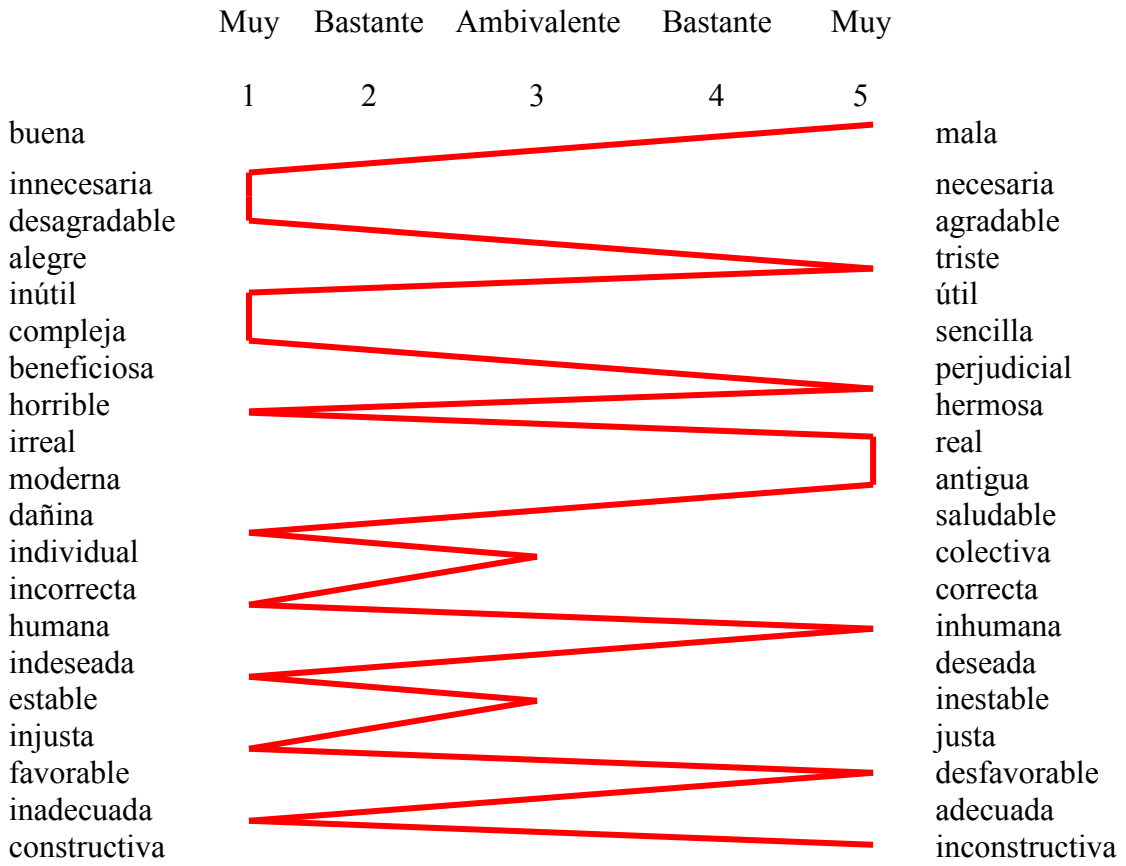 Muy Bastante Ambivalente Bastante Muy
1 2 3 4 5
buena mala
innecesaria necesaria
desagradable agradable
alegre triste
inútil útil
compleja sencilla
beneficiosa perjudicial
horrible hermosa
irreal real
moderna antigua
dañina saludable
individual colectiva
incorrecta correcta
humana inhumana
indeseada deseada
estable inestable
injusta justa
favorable desfavorable
inadecuada adecuada
constructiva inconstructiva